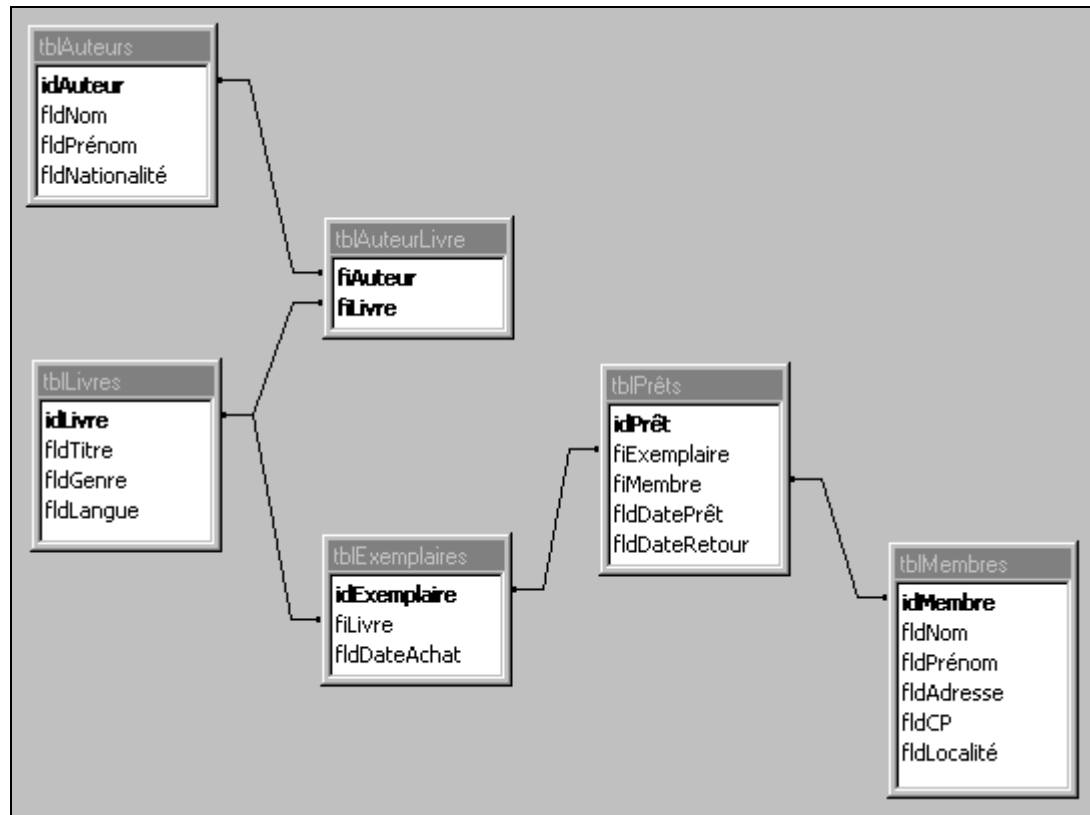 tblAuteurs
idAuteur
fldNom
fldPrénom
fldNationalité
tblAuteurLivre
fiAuteur
fiLivre
tblLivres
idLivre
fldTitre
fldGenre
fldLangue
tblExemplaires
idExemplaire
fiLivre
fldDateAchat
tblPrêts
idPrêt
fiExemplaire
fiMembre
fldDatePrêt
fldDateRetour
tblMembres
idMembre
fldNom
fldPrénom
fldAdresse
fldCP
fldLocalité